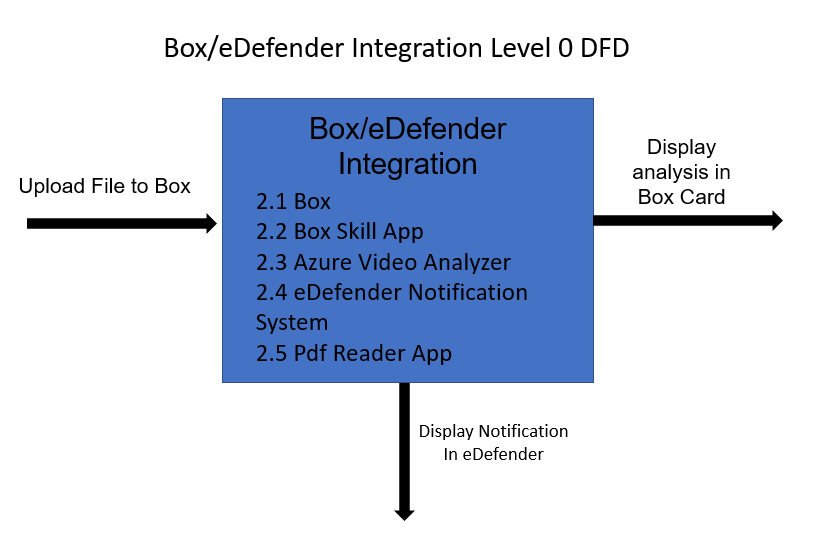 Box/eDefender Integration Level 0 DFD
Box/eDefender
Integration
Upload File to Box
2.1 Box
2.2 Box Skill App
2.3 Azure Video Analyzer
2.4 eDefender Notification
System
2.5 Pdf Reader App
Display
analysis in
Box Card
Display Notification
In eDefender